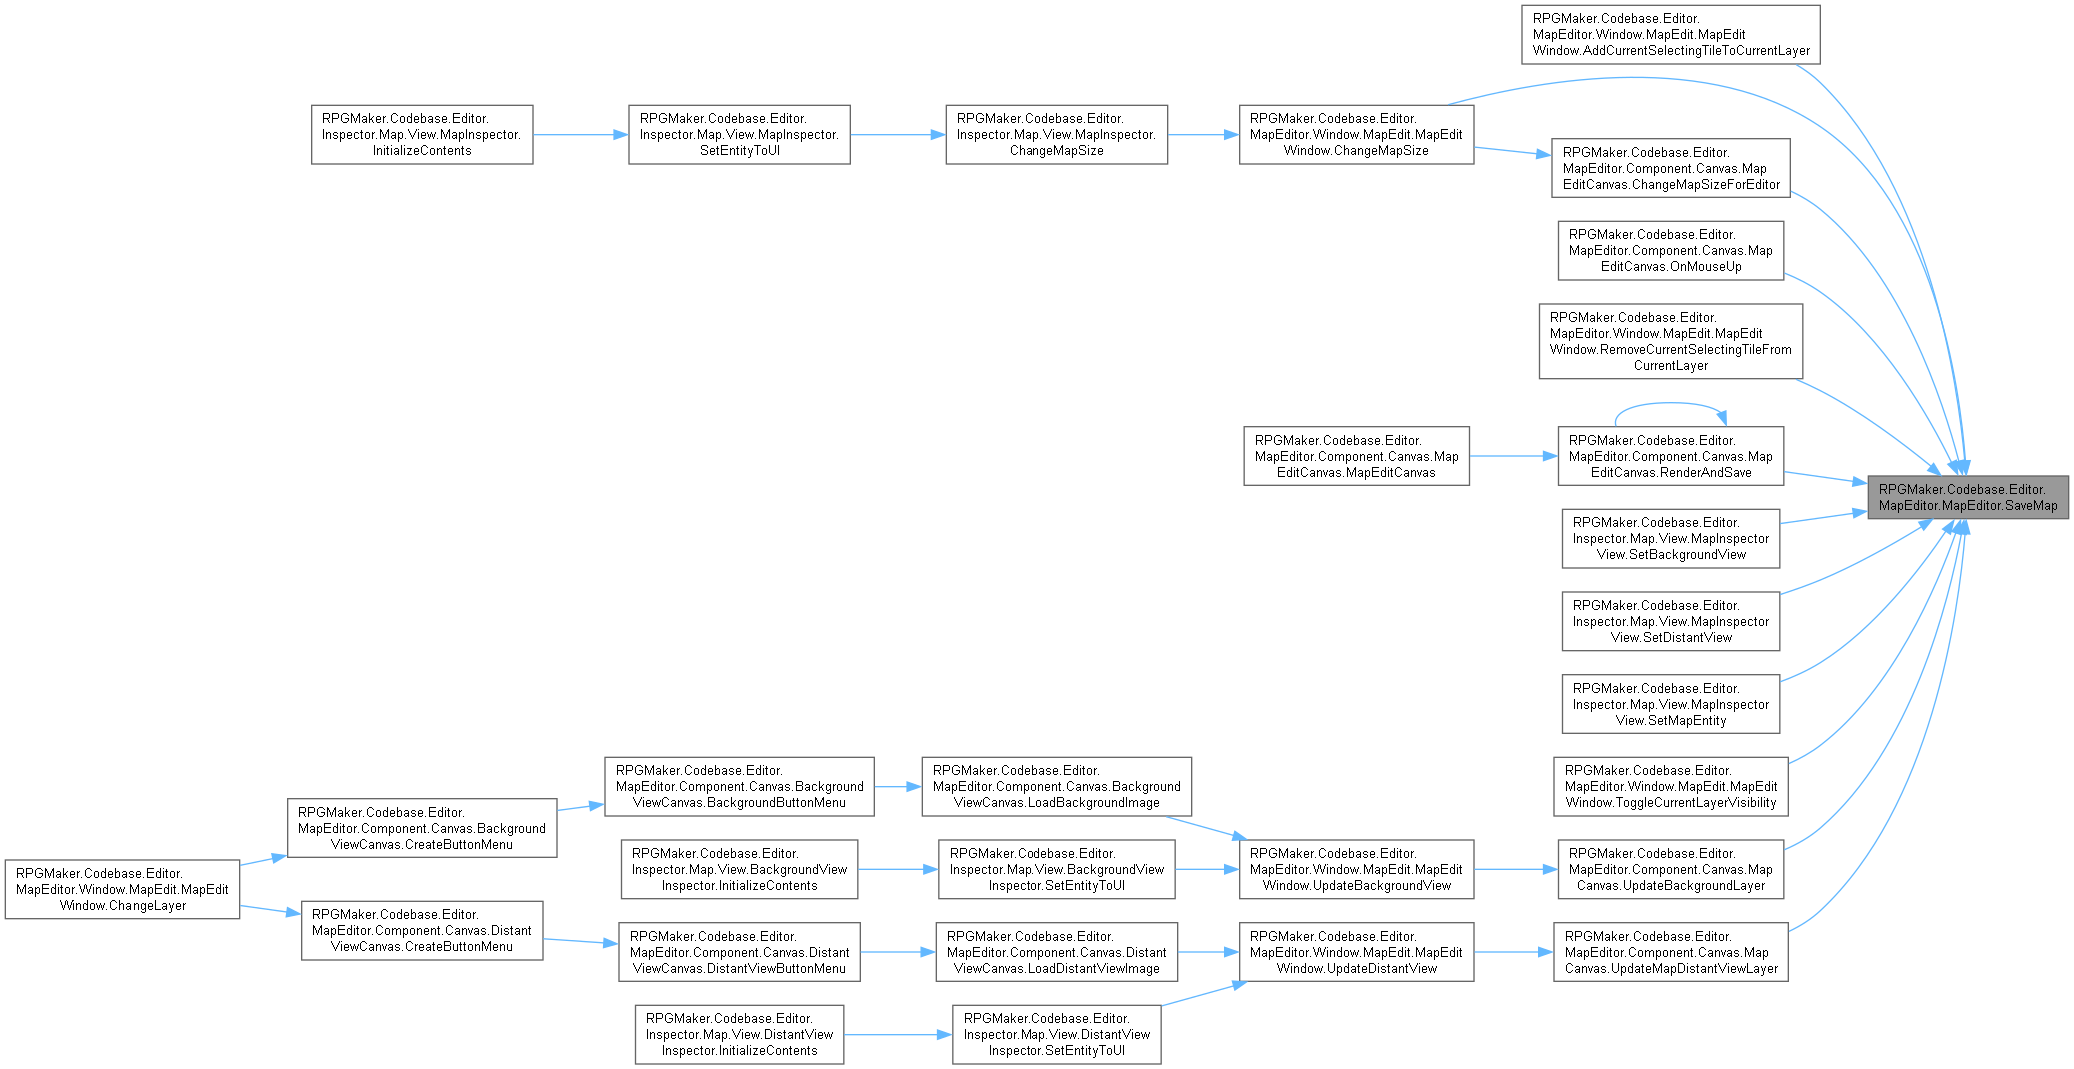 RPGMaker.Codebase.Editor.
MapEditor.Window.MapEdit.MapEdit
Window.AddCurrentSelectingTileToCurrentLayer
RPGMaker.Codebase.Editor.
Inspector.Map.View.MapInspector.
InitializeContents
RPGMaker.Codebase.Editor.
Inspector.Map.View.MapInspector.
SetEntityToUI
RPGMaker.Codebase.Editor.
Inspector.Map.View.MapInspector.
ChangeMapSize
RPGMaker.Codebase.Editor.
MapEditor.Window.MapEdit.MapEdit
Window.ChangeMapSize
RPGMaker.Codebase.Editor.
MapEditor.Component.Canvas.Map
EditCanvas.ChangeMapSizeForEditor
RPGMaker.Codebase.Editor.
MapEditor.Component.Canvas.Map
EditCanvas.OnMouseUp
RPGMaker.Codebase.Editor.
MapEditor.Window.MapEdit.MapEdit
Window.RemoveCurrentSelectingTileFrom
CurrentLayer
RPGMaker.Codebase.Editor.
MapEditor.Component.Canvas.Map
EditCanvas.MapEditCanvas
RPGMaker.Codebase.Editor.
MapEditor.Component.Canvas.Map
EditCanvas.RenderAndSave
RPGMaker.Codebase.Editor.
MapEditor.MapEditor.SaveMap
RPGMaker.Codebase.Editor.
Inspector.Map.View.MapInspector
View.SetBackgroundView
RPGMaker.Codebase.Editor.
Inspector.Map.View.MapInspector
View.SetDistantView
RPGMaker.Codebase.Editor.
Inspector.Map.View.MapInspector
View.SetMapEntity
RPGMaker.Codebase.Editor.
MapEditor.Component.Canvas.Background
ViewCanvas.BackgroundButtonMenu
RPGMaker.Codebase.Editor.
MapEditor.Component.Canvas.Background
ViewCanvas.LoadBackgroundImage
RPGMaker.Codebase.Editor.
MapEditor.Window.MapEdit.MapEdit
Window.ToggleCurrentLayerVisibility
RPGMaker.Codebase.Editor.
MapEditor.Component.Canvas.Background
ViewCanvas.CreateButtonMenu
RPGMaker.Codebase.Editor.
Inspector.Map.View.BackgroundView
Inspector.InitializeContents
RPGMaker.Codebase.Editor.
Inspector.Map.View.BackgroundView
Inspector.SetEntityToUI
RPGMaker.Codebase.Editor.
MapEditor.Window.MapEdit.MapEdit
Window.UpdateBackgroundView
RPGMaker.Codebase.Editor.
MapEditor.Component.Canvas.Map
Canvas.UpdateBackgroundLayer
RPGMaker.Codebase.Editor.
MapEditor.Window.MapEdit.MapEdit
Window.ChangeLayer
RPGMaker.Codebase.Editor.
MapEditor.Component.Canvas.Distant
ViewCanvas.CreateButtonMenu
RPGMaker.Codebase.Editor.
MapEditor.Component.Canvas.Distant
ViewCanvas.DistantViewButtonMenu
RPGMaker.Codebase.Editor.
MapEditor.Component.Canvas.Distant
ViewCanvas.LoadDistantViewImage
RPGMaker.Codebase.Editor.
MapEditor.Window.MapEdit.MapEdit
Window.UpdateDistantView
RPGMaker.Codebase.Editor.
MapEditor.Component.Canvas.Map
Canvas.UpdateMapDistantViewLayer
RPGMaker.Codebase.Editor.
Inspector.Map.View.DistantView
Inspector.InitializeContents
RPGMaker.Codebase.Editor.
Inspector.Map.View.DistantView
Inspector.SetEntityToUI